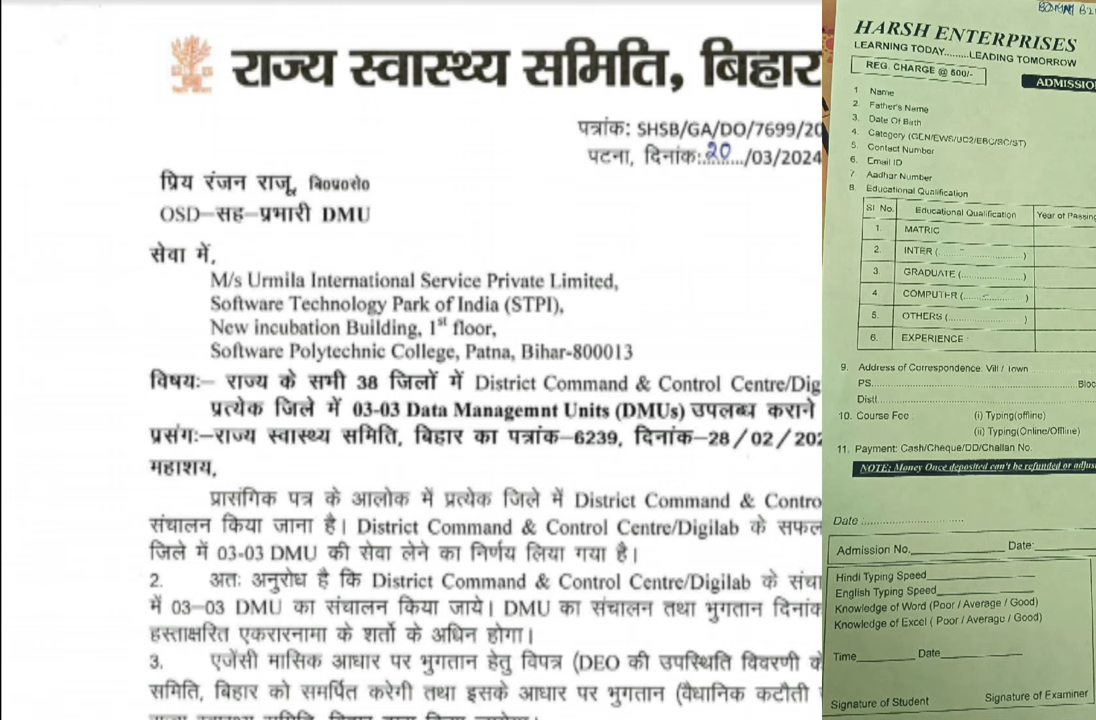 राज्य स्वास्थ्य समिति, बिहार
पत्रांक: SHSB/GA/DO/7699/20
पटना, दिनांक:.20.../03/2024
प्रिय रंजन राजू, बि०प्र०से०
OSD–सह–प्रभारी DMU
सेवा में,
M/s Urmila International Service Private Limited,
Software Technology Park of India (STPI),
New incubation Building, 1st floor,
Software Polytechnic College, Patna, Bihar-800013
विषयः– राज्य के सभी 38 जिलों में District Command & Control Centre/Dig
प्रत्येक जिले में 03-03 Data Managemnt Units (DMUs) उपलब्ध कराने
प्रसंगः–राज्य स्वास्थ्य समिति, बिहार का पत्रांक–6239, दिनांक–28/02/202
महाशय,
प्रासंगिक पत्र के आलोक में प्रत्येक जिले में District Command & Contro
संचालन किया जाना है। District Command & Control Centre/Digilab के सफल
जिले में 03-03 DMU की सेवा लेने का निर्णय लिया गया है।
2. अतः अनुरोध है कि District Command & Control Centre/Digilab के संचा
में 03–03 DMU का संचालन किया जाये। DMU का संचालन तथा भुगतान दिनांक
हस्ताक्षरित एकरारनामा के शर्तो के अधिन होगा।
3. एजेंसी मासिक आधार पर भुगतान हेतु विपत्र (DEO की उपस्थिति विवरणी के
समिति, बिहार को समर्पित करेगी तथा इसके आधार पर भुगतान (वैधानिक कटौती
HARSH ENTERPRISES
LEARNING TODAY.........LEADING TOMORROW
REG. CHARGE @ 500/-
ADMISSIO
1. Name
2. Father's Name
3. Date Of Birth
4. Category (GEN/EWS/UC2/EBC/SC/ST)
5. Contact Number
6. Email ID
7. Aadhar Number
8. Educational Qualification
Sl No. Educational Qualification Year of Passing
1. MATRIC
2. INTER (........................)
3. GRADUATE (........................)
4. COMPUTER (........................)
5. OTHERS (........................)
6. EXPERIENCE
9. Address of Correspondence. Vill / Town
PS............................ Bloc
Distt
10. Course Fee : (i) Typing(offline)
(ii) Typing(Online/Offline)
11. Payment: Cash/Cheque/DD/Challan No.
NOTE: Money Once deposited can't be refunded or adjus
Date ............................
Admission No.______________ Date:
Hindi Typing Speed______________
English Typing Speed______________
Knowledge of Word (Poor / Average / Good)
Knowledge of Excel ( Poor / Average / Good)
Time_________ Date_________
Signature of Student Signature of Examiner